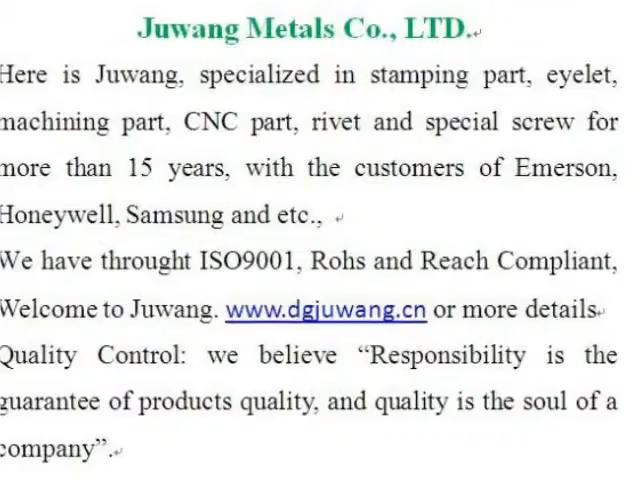 Juwang Metals Co., LTD.
Here is Juwang, specialized in stamping part, eyelet,
machining part, CNC part, rivet and special screw for
more than 15 years, with the customers of Emerson,
Honeywell, Samsung and etc.,
We have throught ISO9001, Rohs and Reach Compliant,
Welcome to Juwang. www.dgjuwang.cn or more details
Quality Control: we believe “Responsibility is the
guarantee of products quality, and quality is the soul of a
company”.